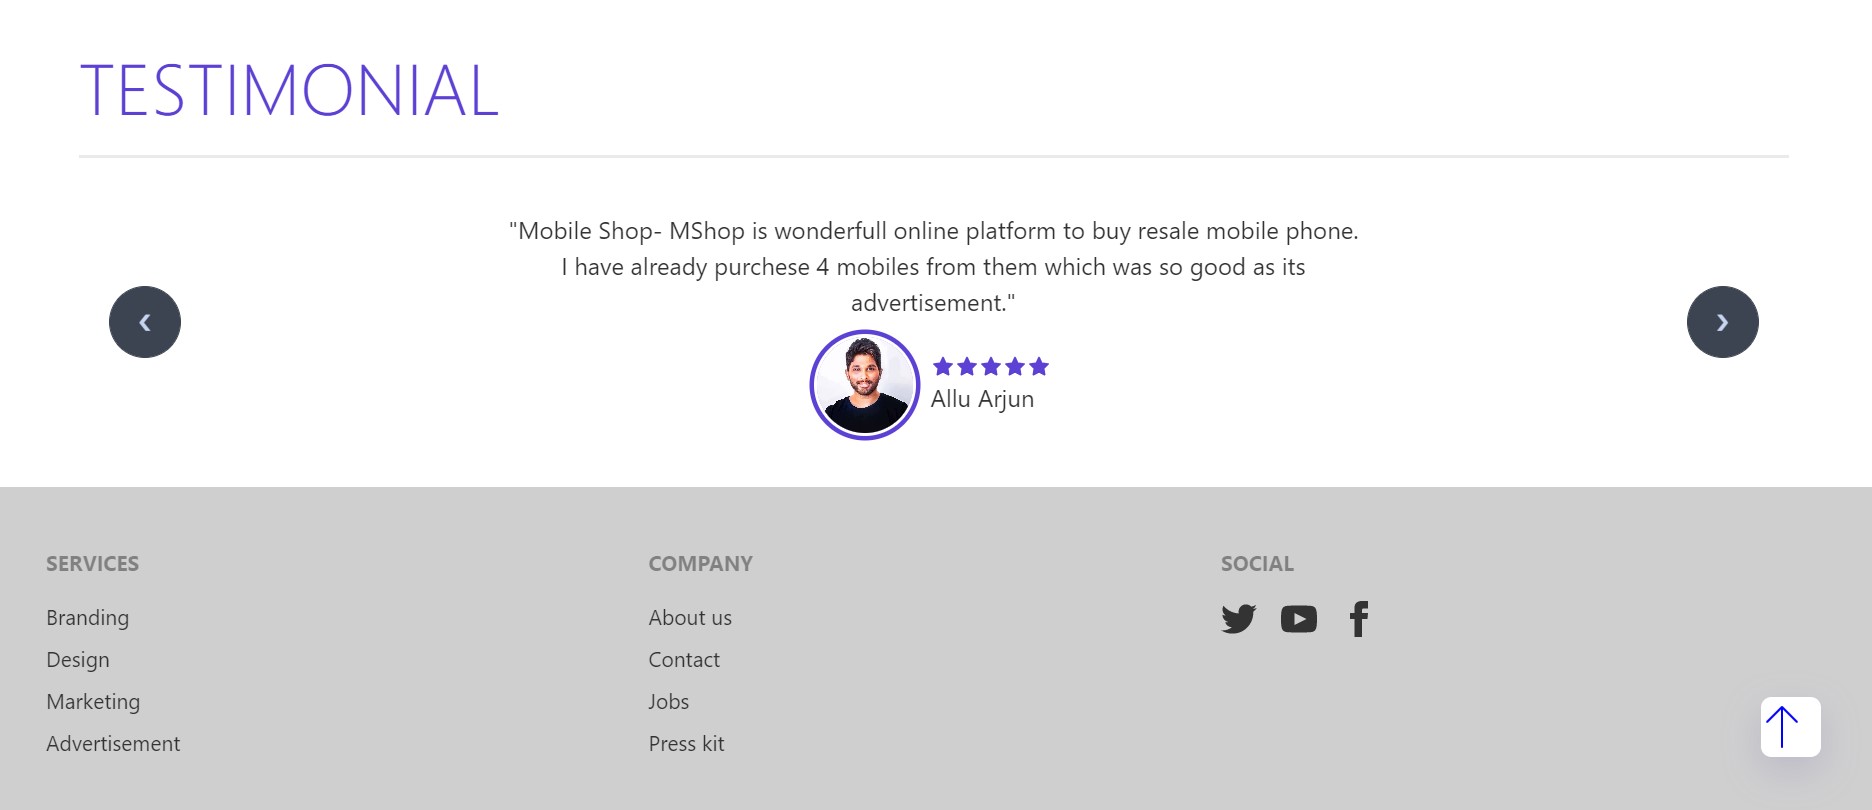 TESTIMONIAL
"Mobile Shop- MShop is wonderfull online platform to buy resale mobile phone.
I have already purchese 4 mobiles from them which was so good as its
advertisement."
Allu Arjun
SERVICES
Branding
Design
Marketing
Advertisement
COMPANY
About us
Contact
Jobs
Press kit
SOCIAL